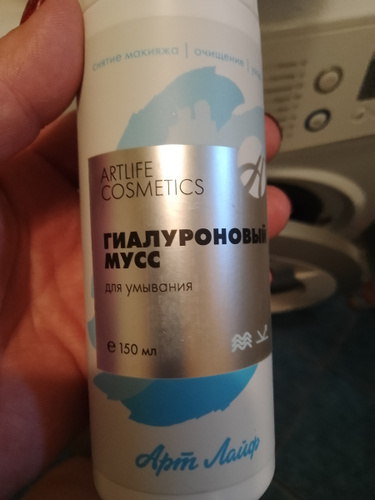 снятие макияжа | очищение |
ARTLIFE
COSMETICS
ГИАЛУРОНОВЫЙ
МУСС
для умывания
℮ 150 мл
Арт Лайф